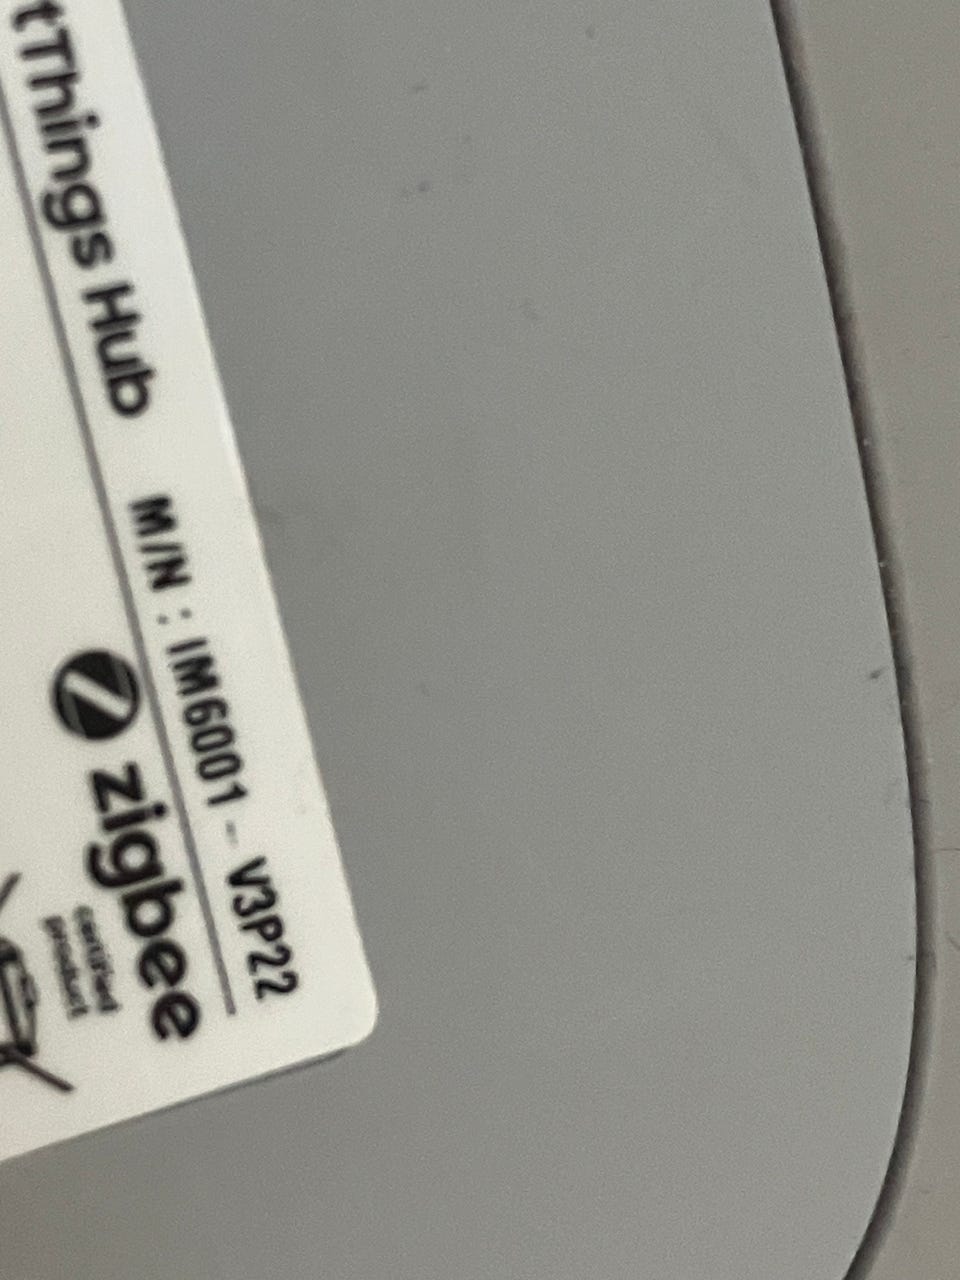 tThings Hub M/N : IM6001 - V3P22
zigbee
certified
product